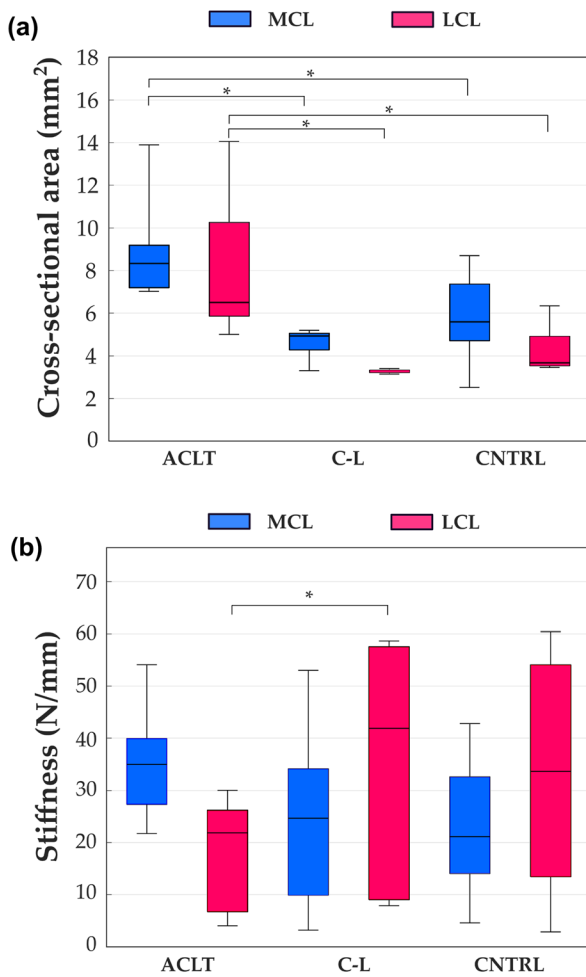 (a)
MCL LCL
Cross-sectional area (mm²)
18
16
14
12
10
8
6
4
2
0
*
*
*
*
ACLT C-L CNTRL
(b)
MCL LCL
Stiffness (N/mm)
70
60
50
40
30
20
10
0
*
ACLT C-L CNTRL